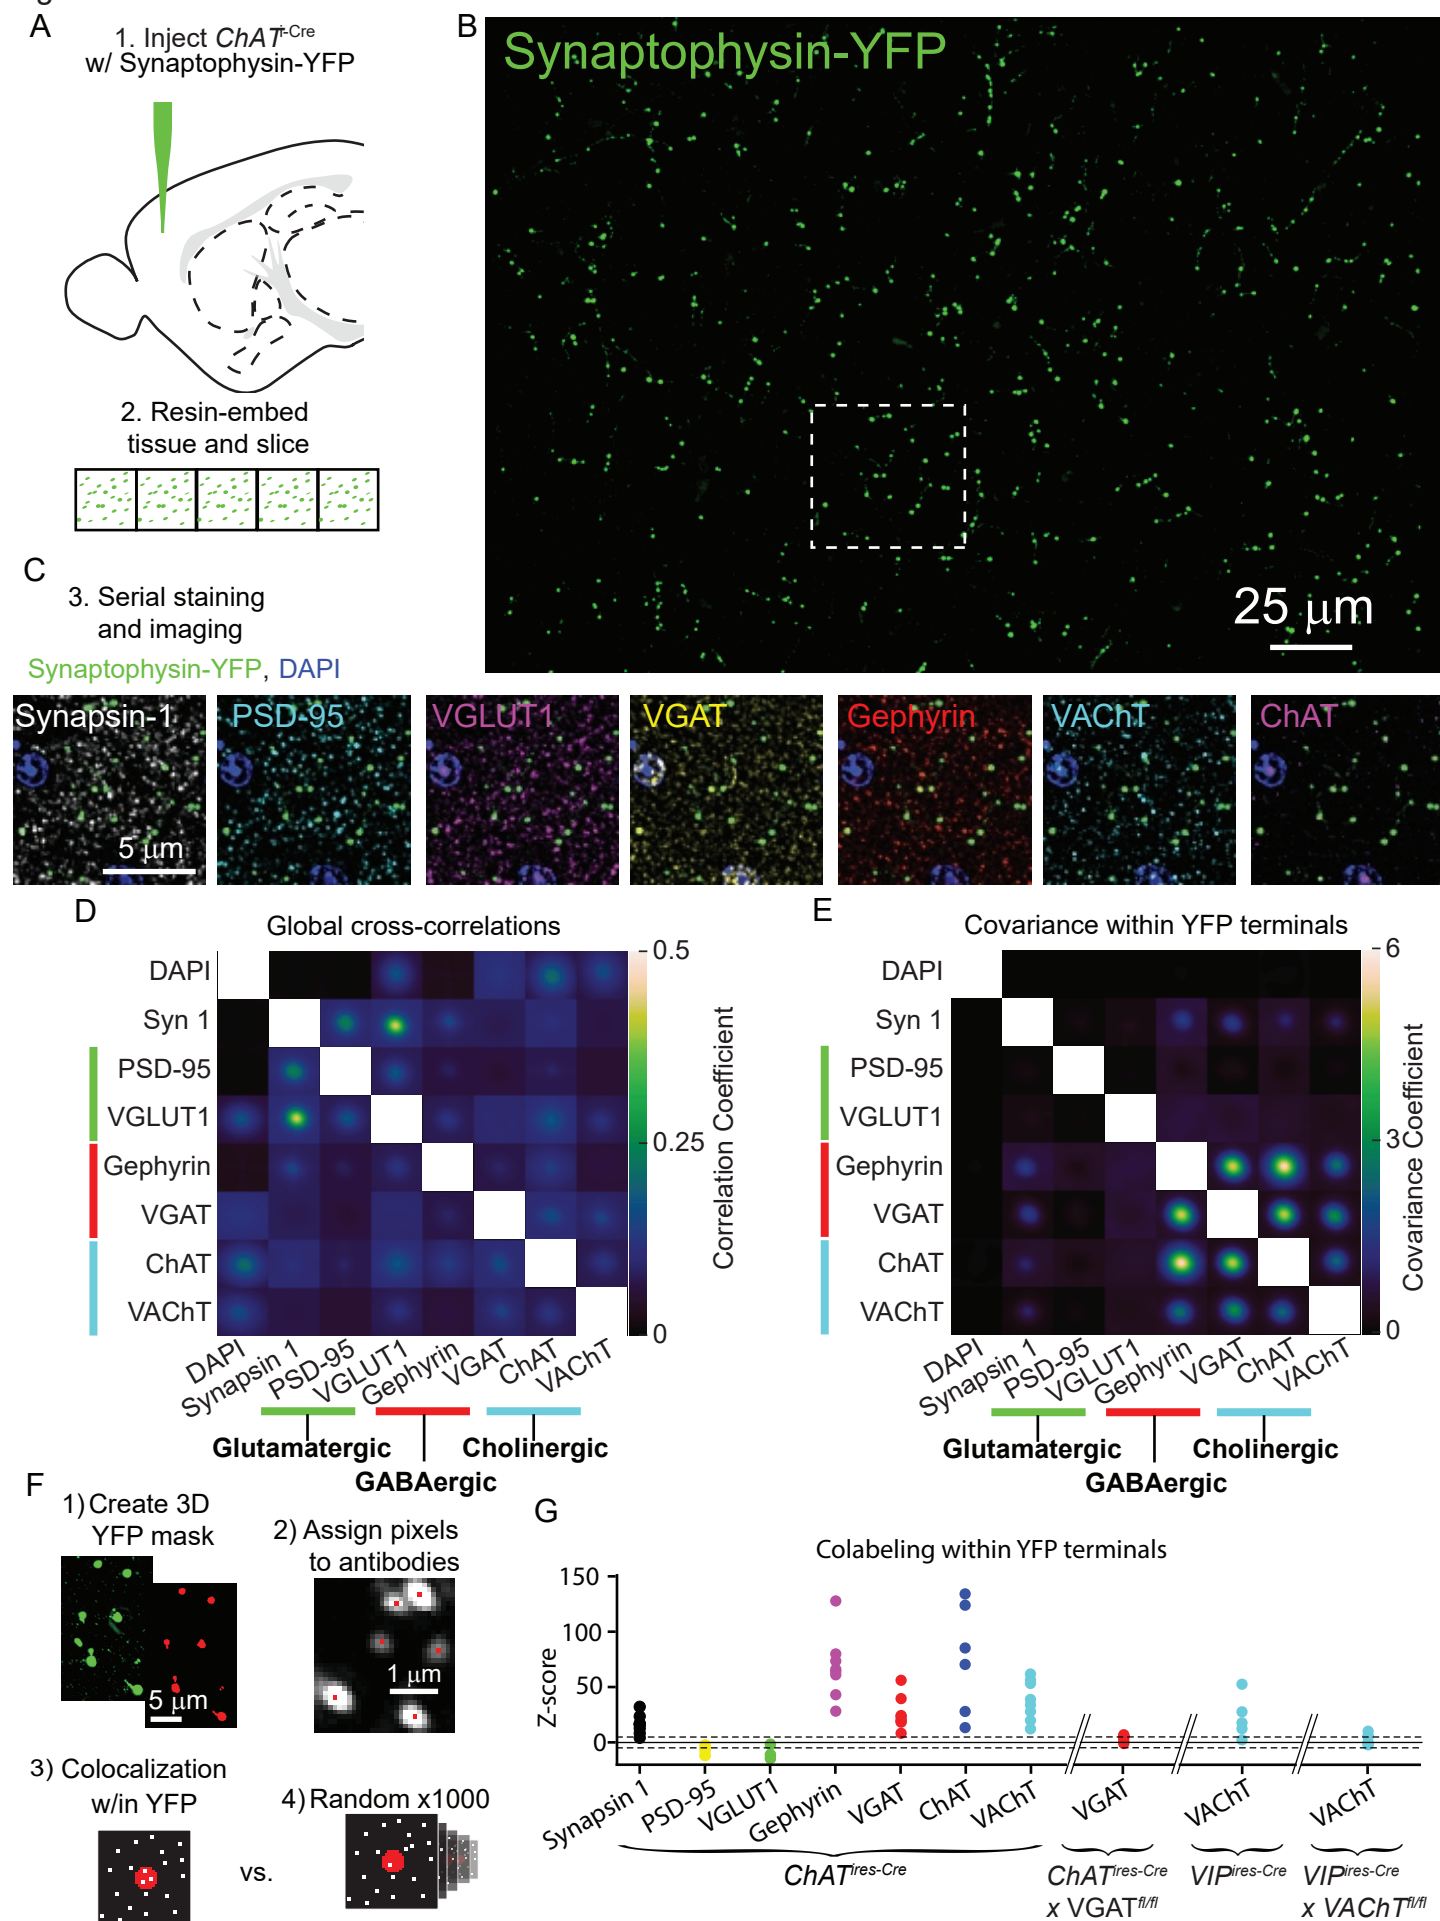 A
1. Inject ChATi-Cre
w/ Synaptophysin-YFP
2. Resin-embed
tissue and slice
B
Synaptophysin-YFP
25 μm
C
3. Serial staining
and imaging
Synaptophysin-YFP, DAPI
Synapsin-1
5 μm
PSD-95
VGLUT1
VGAT
Gephyrin
VAChT
ChAT
D
Global cross-correlations
DAPI
Syn 1
PSD-95
VGLUT1
Gephyrin
VGAT
ChAT
VAChT
DAPI
Synapsin 1
PSD-95
VGLUT1
Gephyrin
VGAT
ChAT
VAChT
0.5
0.25
0
Correlation Coefficient
Glutamatergic
GABAergic
Cholinergic
E
Covariance within YFP terminals
DAPI
Syn 1
PSD-95
VGLUT1
Gephyrin
VGAT
ChAT
VAChT
DAPI
Synapsin 1
PSD-95
VGLUT1
Gephyrin
VGAT
ChAT
VAChT
6
3
0
Covariance Coefficient
Glutamatergic
GABAergic
Cholinergic
F
1) Create 3D
YFP mask
5 μm
2) Assign pixels
to antibodies
1 μm
3) Colocalization
w/in YFP
vs.
4) Random x1000
G
Colabeling within YFP terminals
Z-score
150
100
50
0
Synapsin 1
PSD-95
VGLUT1
Gephyrin
VGAT
ChAT
VAChT
VGAT
VAChT
VAChT
ChATires-Cre
ChATires-Cre
x VGATfl/fl
VIPires-Cre
VIPires-Cre
x VAChTfl/fl